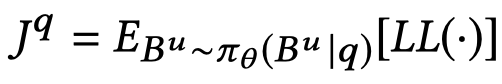 J^q = E_{B^u∼π_θ(B^u|q)}[LL(·)]